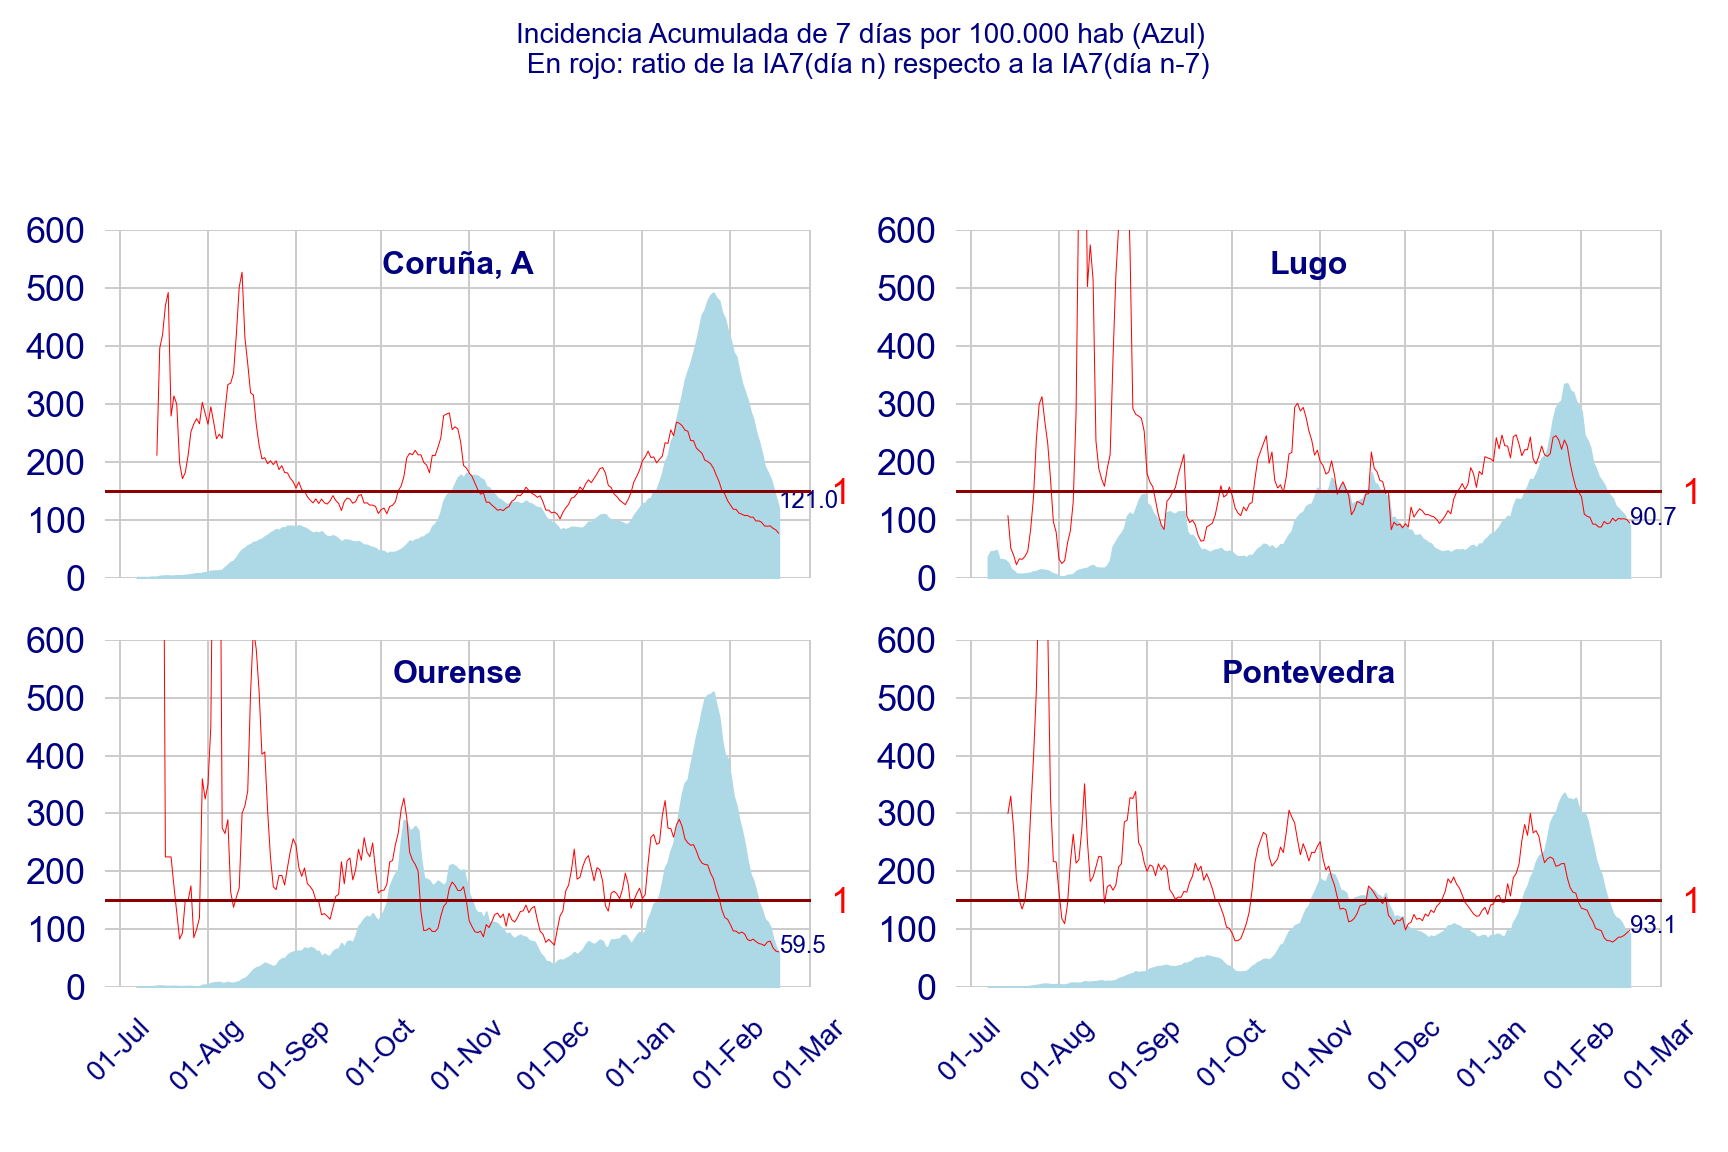 Incidencia Acumulada de 7 días por 100.000 hab (Azul)
En rojo: ratio de la IA7(día n) respecto a la IA7(día n-7)
Coruña, A
600
500
400
300
200
100
0
121.0
1
Lugo
600
500
400
300
200
100
0
90.7
1
Ourense
600
500
400
300
200
100
0
59.5
1
01-Jul
01-Aug
01-Sep
01-Oct
01-Nov
01-Dec
01-Jan
01-Feb
01-Mar
Pontevedra
600
500
400
300
200
100
0
93.1
1
01-Jul
01-Aug
01-Sep
01-Oct
01-Nov
01-Dec
01-Jan
01-Feb
01-Mar